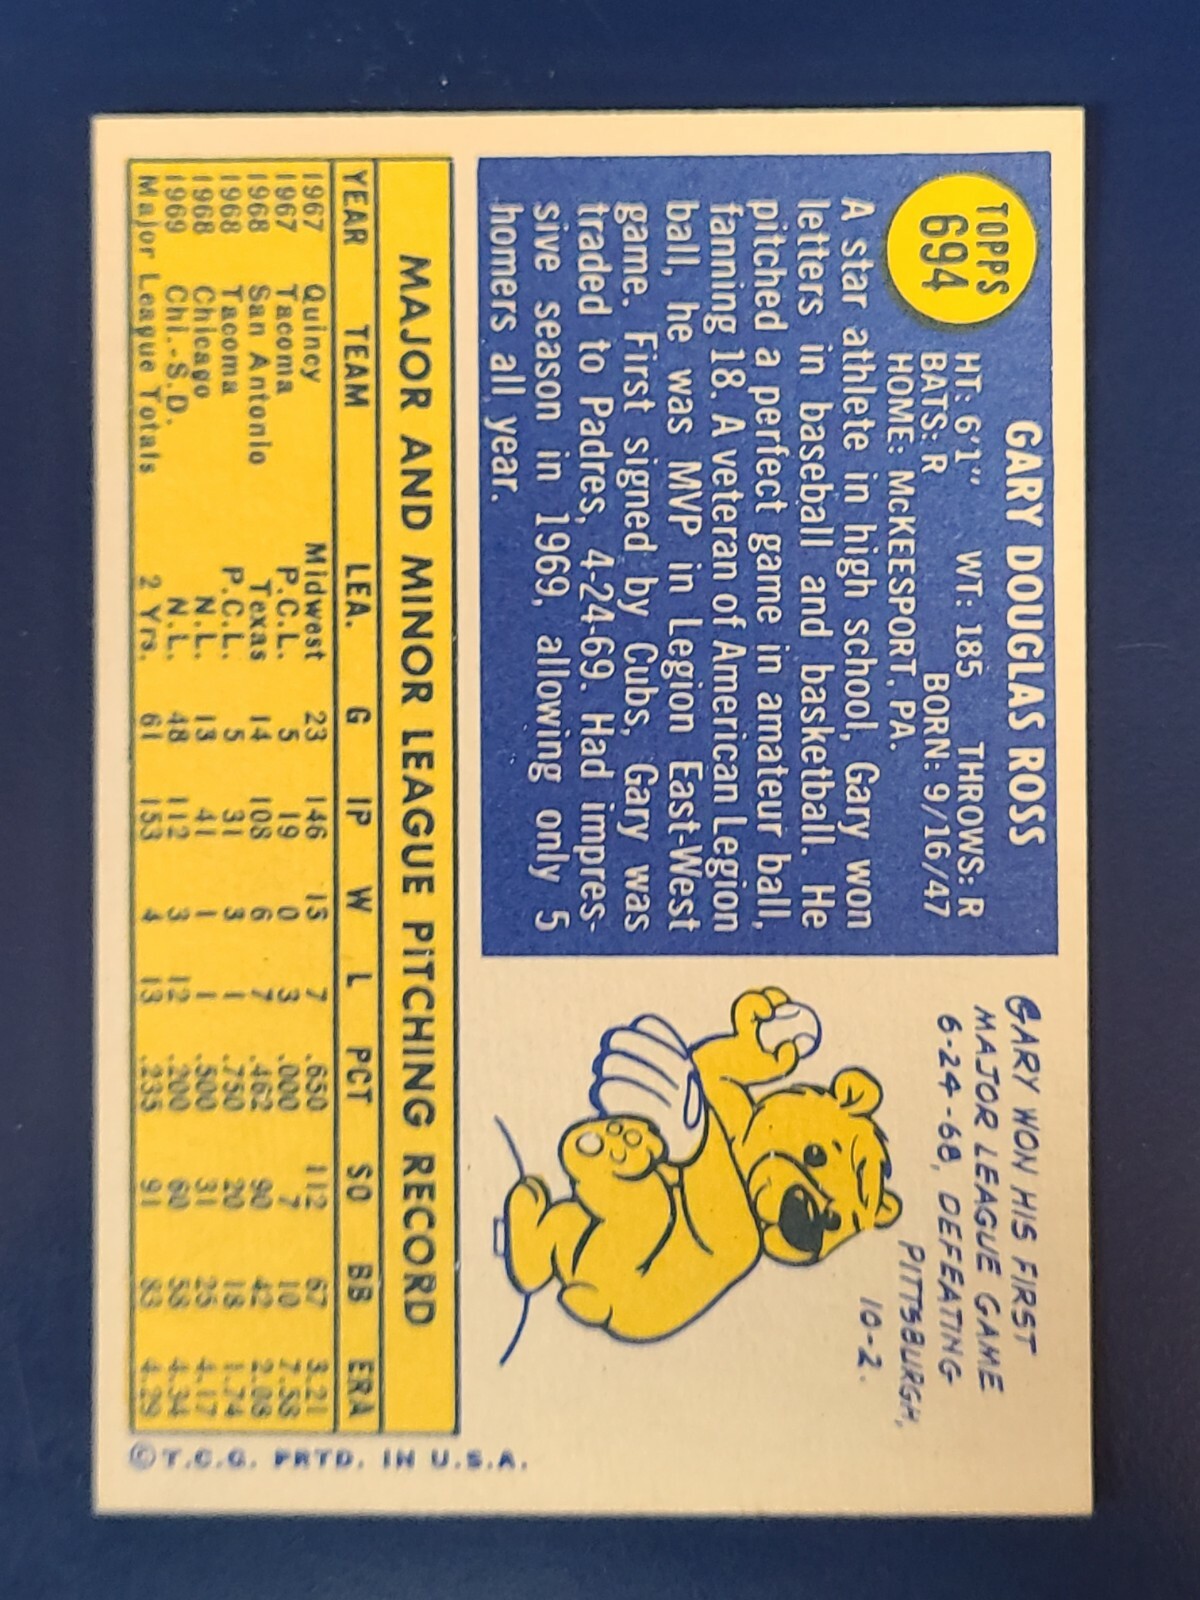 TOPPS
694
GARY DOUGLAS ROSS
HT: 6'1" WT: 185 THROWS: R
BATS: R BORN: 9/16/47
HOME: McKEESPORT, PA.
A star athlete in high school, Gary won
letters in baseball and basketball. He
pitched a perfect game in amateur ball,
fanning 18. A veteran of American Legion
ball, he was MVP in Legion East-West
game. First signed by Cubs, Gary was
traded to Padres, 4-24-69. Had impres-
sive season in 1969, allowing only 5
homers all year.
GARY WON HIS FIRST
MAJOR LEAGUE GAME
6-24-68, DEFEATING
PITTSBURGH,
10-2.
MAJOR AND MINOR LEAGUE PITCHING RECORD
YEAR TEAM LEA. G IP W L PCT SO BB ERA
1967 Quincy Midwest 23 146 13 7 .650 112 67 3.21
1967 Tacoma P.C.L. 5 19 0 3 .000 7 10 7.58
1968 San Antonio Texas 14 108 6 7 .462 90 42 2.08
1968 Tacoma P.C.L. 5 31 3 1 .750 20 18 1.74
1968 Chicago N.L. 13 41 1 1 .500 31 25 4.17
1969 Chi.-S.D. N.L. 48 112 3 12 .200 60 58 4.34
Major League Totals 2 Yrs. 61 153 4 13 .235 91 83 4.29
©T.C.G. PRTD. IN U.S.A.